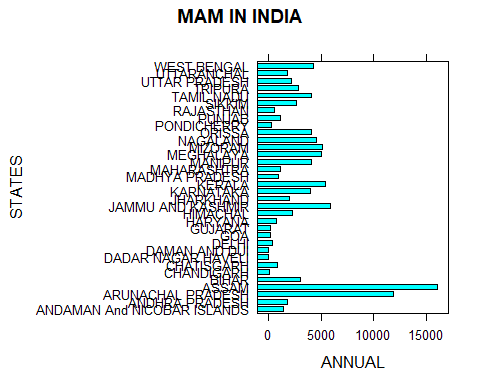 MAM IN INDIA
STATES
WEST BENGAL
UTTARANCHAL
UTTAR PRADESH
TRIPURA
TAMIL NADU
SIKKIM
RAJASTHAN
PUNJAB
PONDICHERRY
ORISSA
NAGALAND
MIZORAM
MEGHALAYA
MANIPUR
MAHARASHTRA
MADHYA PRADESH
KERALA
KARNATAKA
JHARKHAND
JAMMU AND KASHMIR
HIMACHAL
HARYANA
GUJARAT
GOA
DELHI
DAMAN AND DUI
DADAR NAGAR HAVELI
CHATISGARH
CHANDIGARH
BIHAR
ASSAM
ARUNACHAL PRADESH
ANDHRA PRADESH
ANDAMAN And NICOBAR ISLANDS
0 5000 10000 15000
ANNUAL